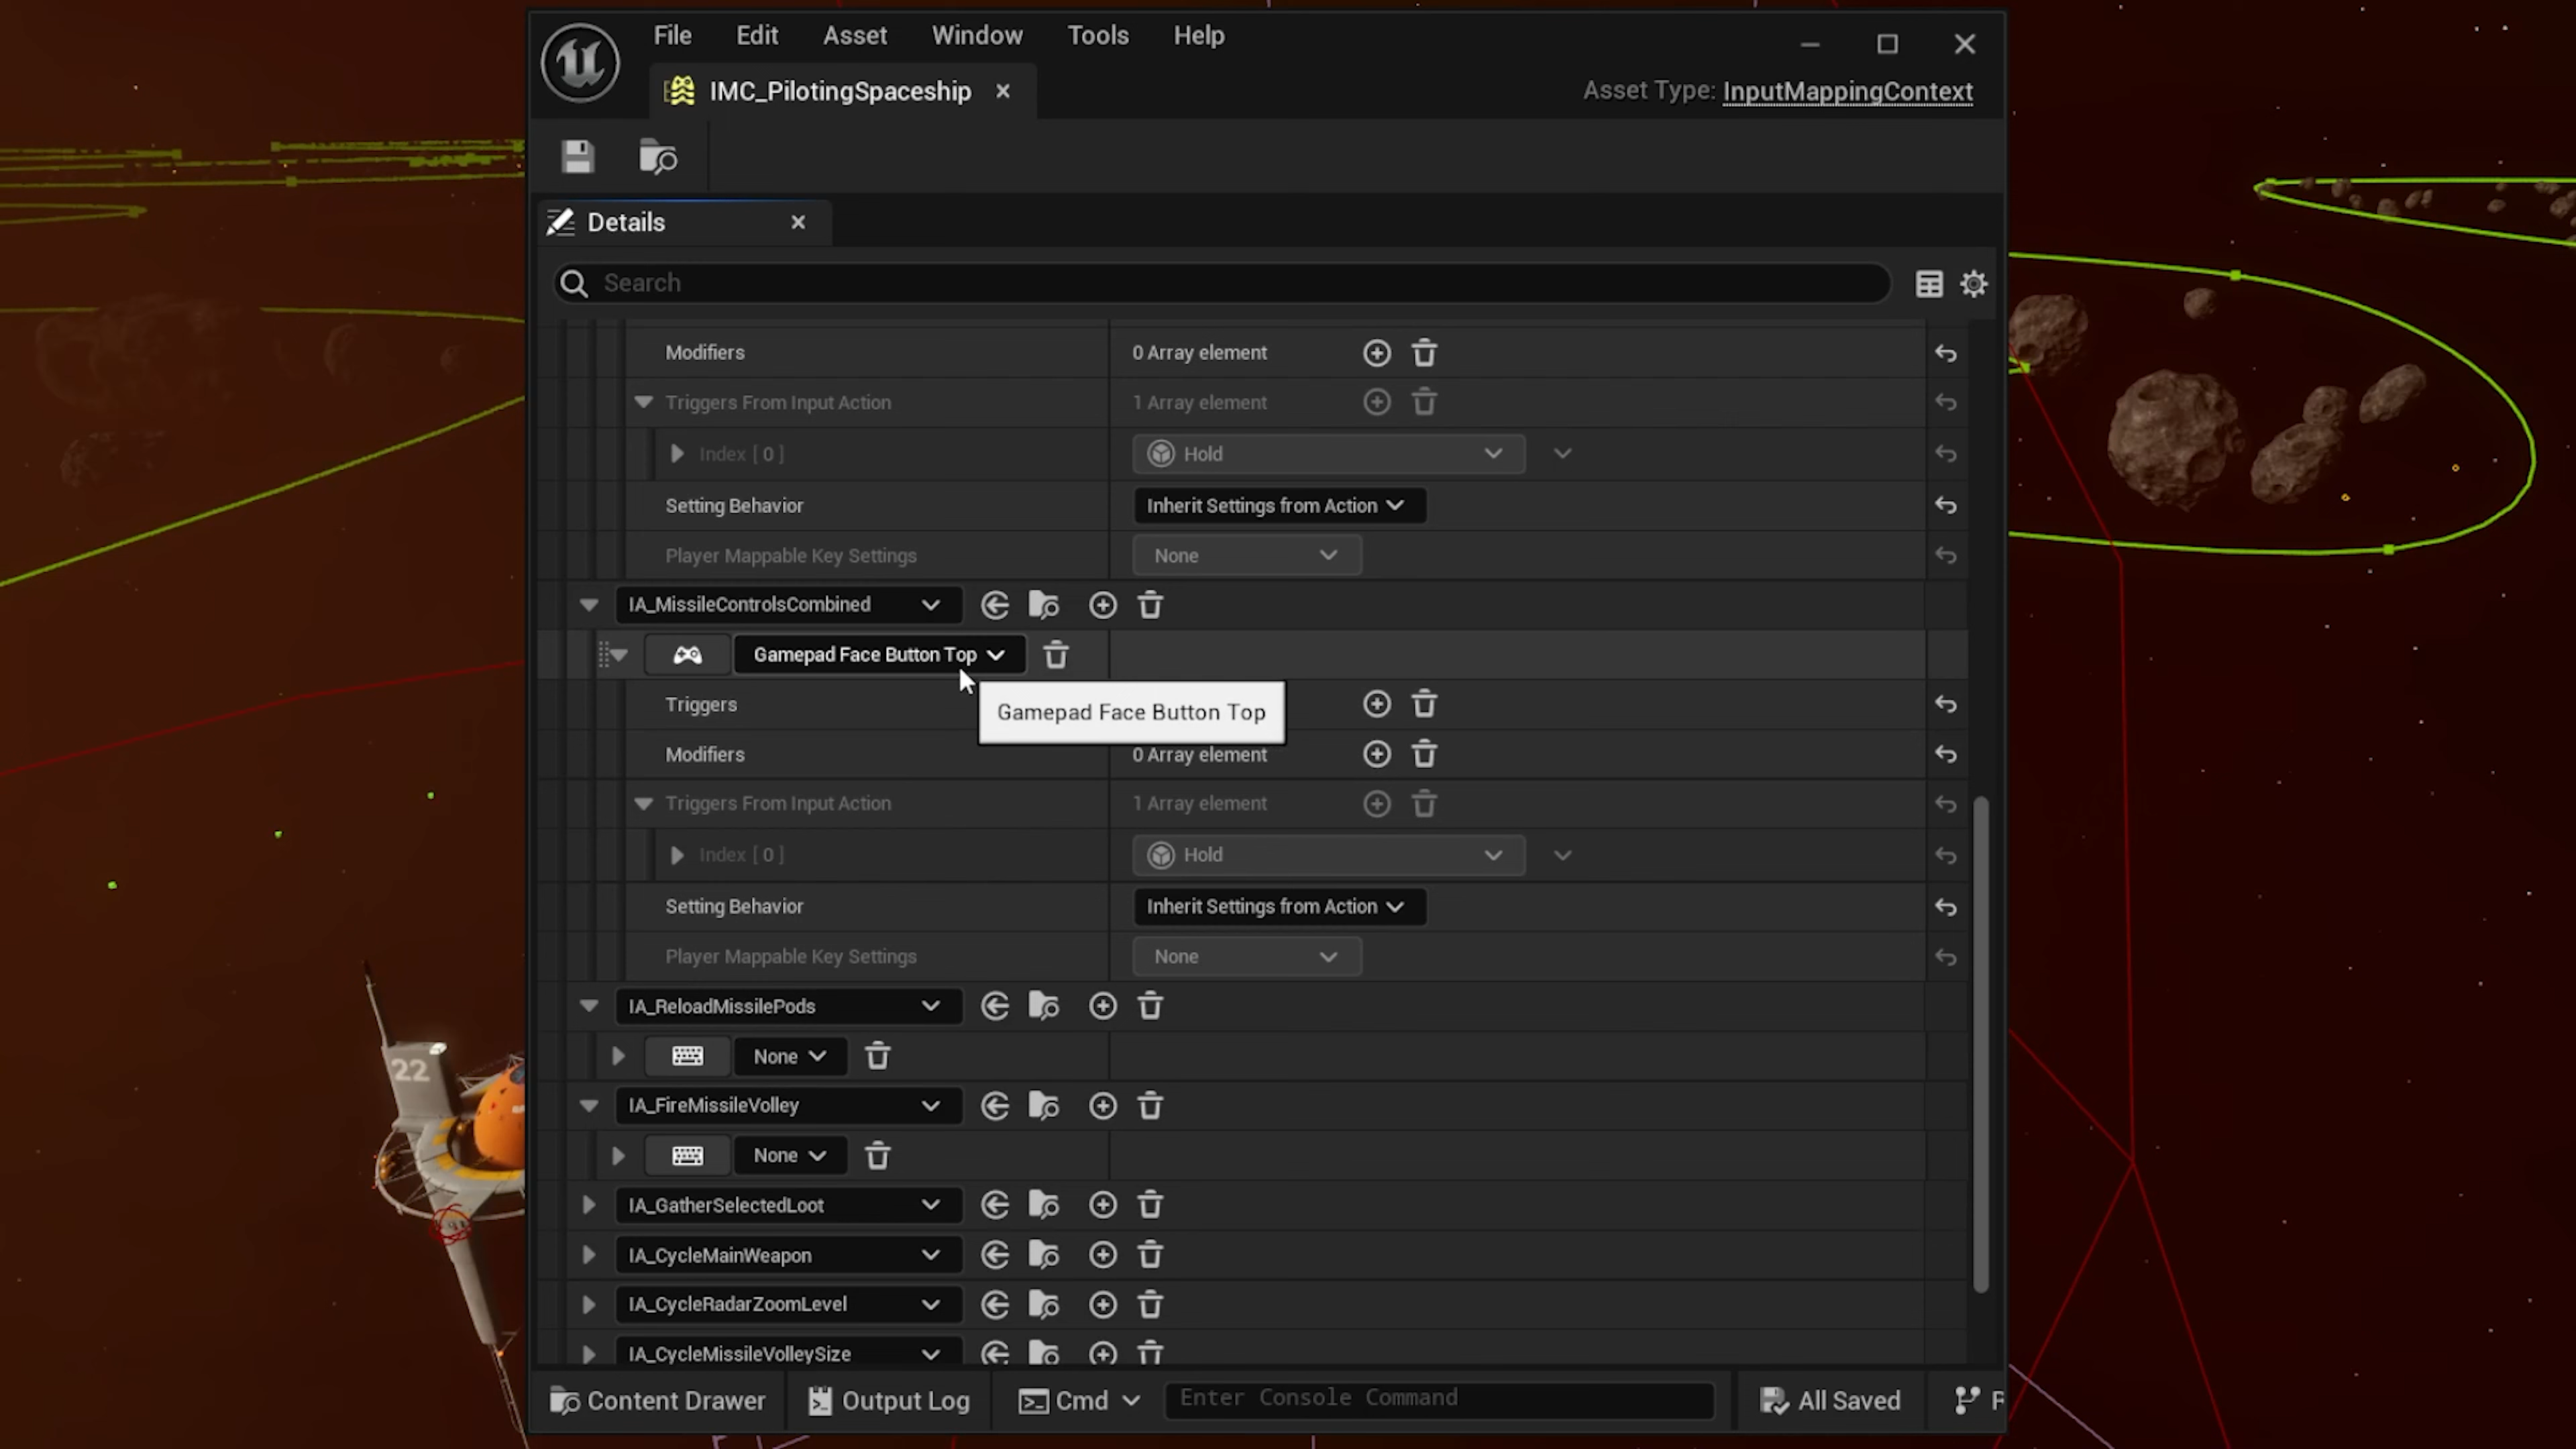 File Edit Asset Window Tools Help
IMC_PilotingSpaceship
Asset Type: InputMappingContext
Details
Search
Modifiers 0 Array element
Triggers From Input Action 1 Array element
Index [ 0 ] Hold
Setting Behavior Inherit Settings from Action
Player Mappable Key Settings None
IA_MissileControlsCombined
Gamepad Face Button Top
Triggers
Gamepad Face Button Top
Modifiers 0 Array element
Triggers From Input Action 1 Array element
Index [ 0 ] Hold
Setting Behavior Inherit Settings from Action
Player Mappable Key Settings None
IA_ReloadMissilePods
None
IA_FireMissileVolley
None
IA_GatherSelectedLoot
IA_CycleMainWeapon
IA_CycleRadarZoomLevel
IA_CycleMissileVolleySize
Content Drawer Output Log Cmd Enter Console Command All Saved
22